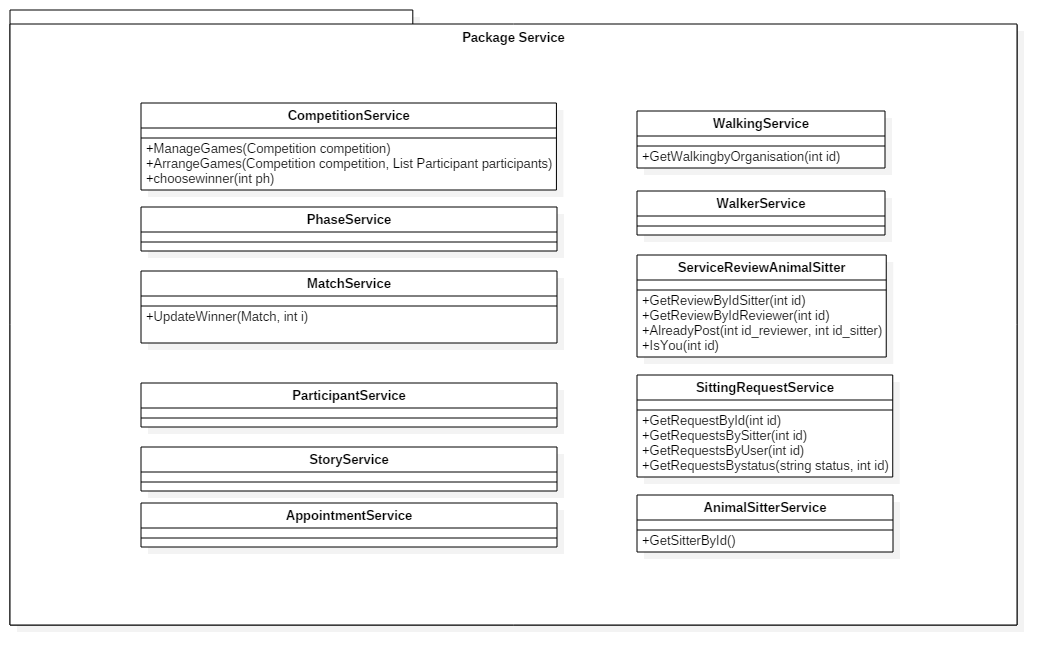 Package Service
CompetitionService
+ManageGames(Competition competition)
+ArrangeGames(Competition competition, List Participant participants)
+choosewinner(int ph)
PhaseService
MatchService
+UpdateWinner(Match, int i)
ParticipantService
StoryService
AppointmentService
WalkingService
+GetWalkingbyOrganisation(int id)
WalkerService
ServiceReviewAnimalSitter
+GetReviewByIdSitter(int id)
+GetReviewByIdReviewer(int id)
+AlreadyPost(int id_reviewer, int id_sitter)
+IsYou(int id)
SittingRequestService
+GetRequestById(int id)
+GetRequestsBySitter(int id)
+GetRequestsByUser(int id)
+GetRequestsBystatus(string status, int id)
AnimalSitterService
+GetSitterById()